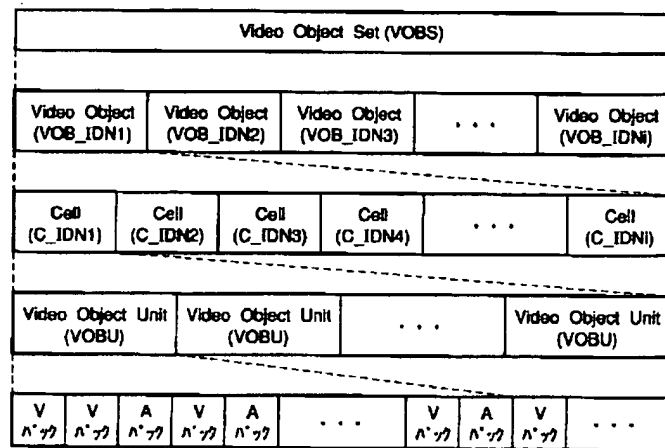 Video Object Set (VOBS)
Video Object Video Object Video Object . . . Video Object
(VOB_IDN1) (VOB_IDN2) (VOB_IDN3) (VOB_IDNi)
Cell Cell Cell Cell . . . Cell
(C_IDN1) (C_IDN2) (C_IDN3) (C_IDN4) (C_IDNi)
Video Object Unit Video Object Unit . . . Video Object Unit
(VOBU) (VOBU) (VOBU)
V V A V A . . . V A V . . .
パック パック パック パック パック パック パック パック